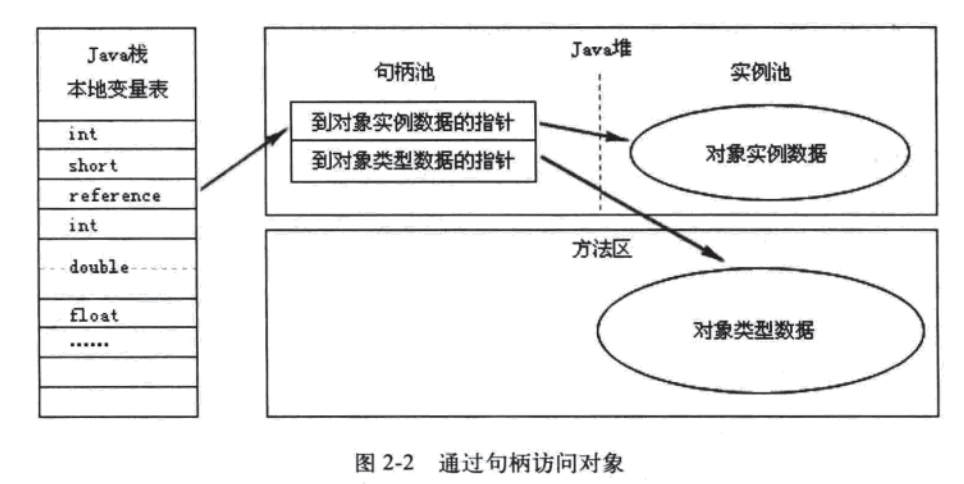 Java栈
本地变量表
int
short
reference
int
double
float
......
Java堆
句柄池
实例池
到对象实例数据的指针
到对象类型数据的指针
对象实例数据
方法区
对象类型数据
图 2-2 通过句柄访问对象